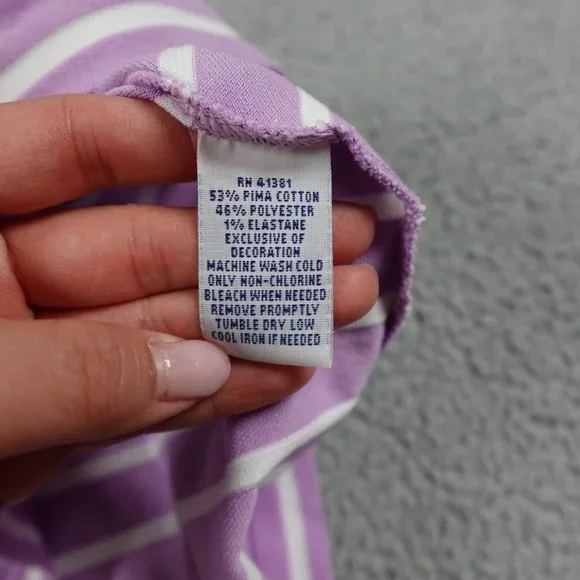 RN 41381
53% PIMA COTTON
46% POLYESTER
1% ELASTANE
EXCLUSIVE OF
DECORATION
MACHINE WASH COLD
ONLY NON-CHLORINE
BLEACH WHEN NEEDED
REMOVE PROMPTLY
TUMBLE DRY LOW
COOL IRON IF NEEDED